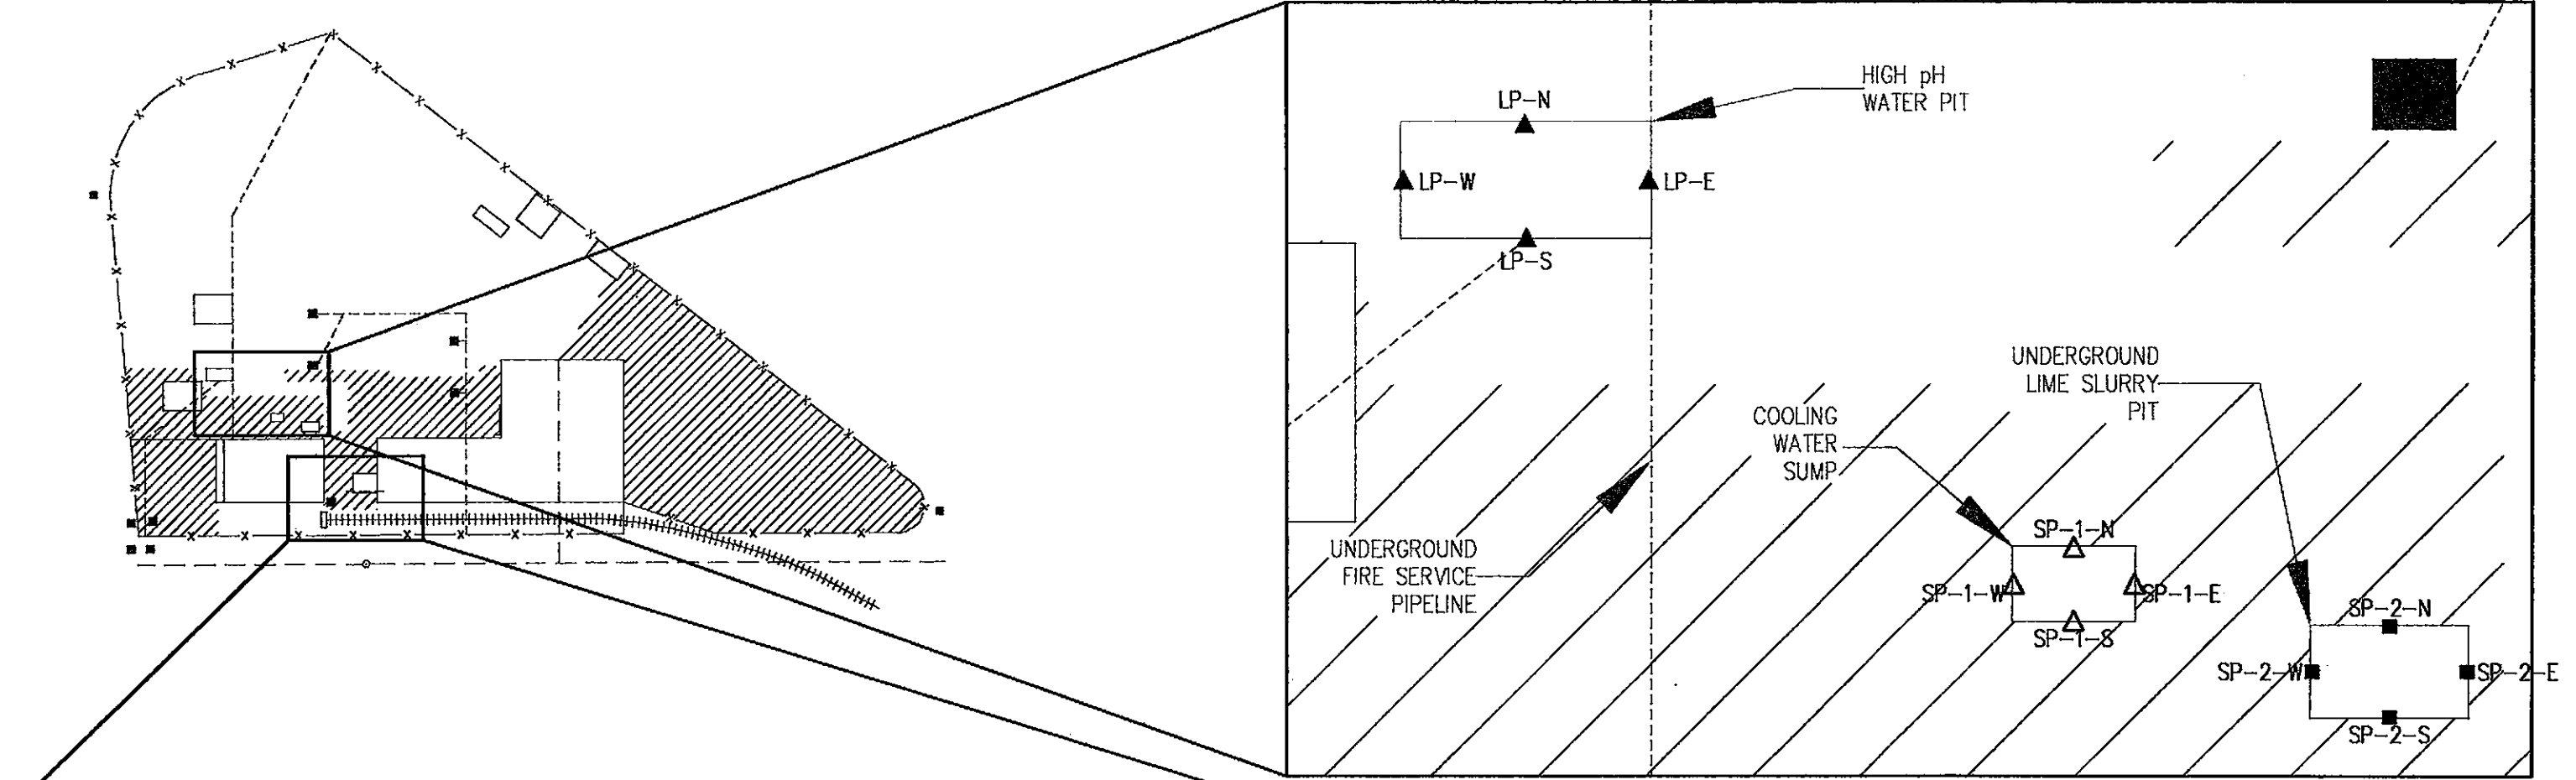 HIGH pH
WATER PIT
LP-N
LP-W
LP-E
LP-S
UNDERGROUND
LIME SLURRY
PIT
COOLING
WATER
SUMP
UNDERGROUND
FIRE SERVICE
PIPELINE
SP-1-N
SP-1-W
SP-1-E
SP-1-S
SP-2-N
SP-2-W
SP-2-E
SP-2-S